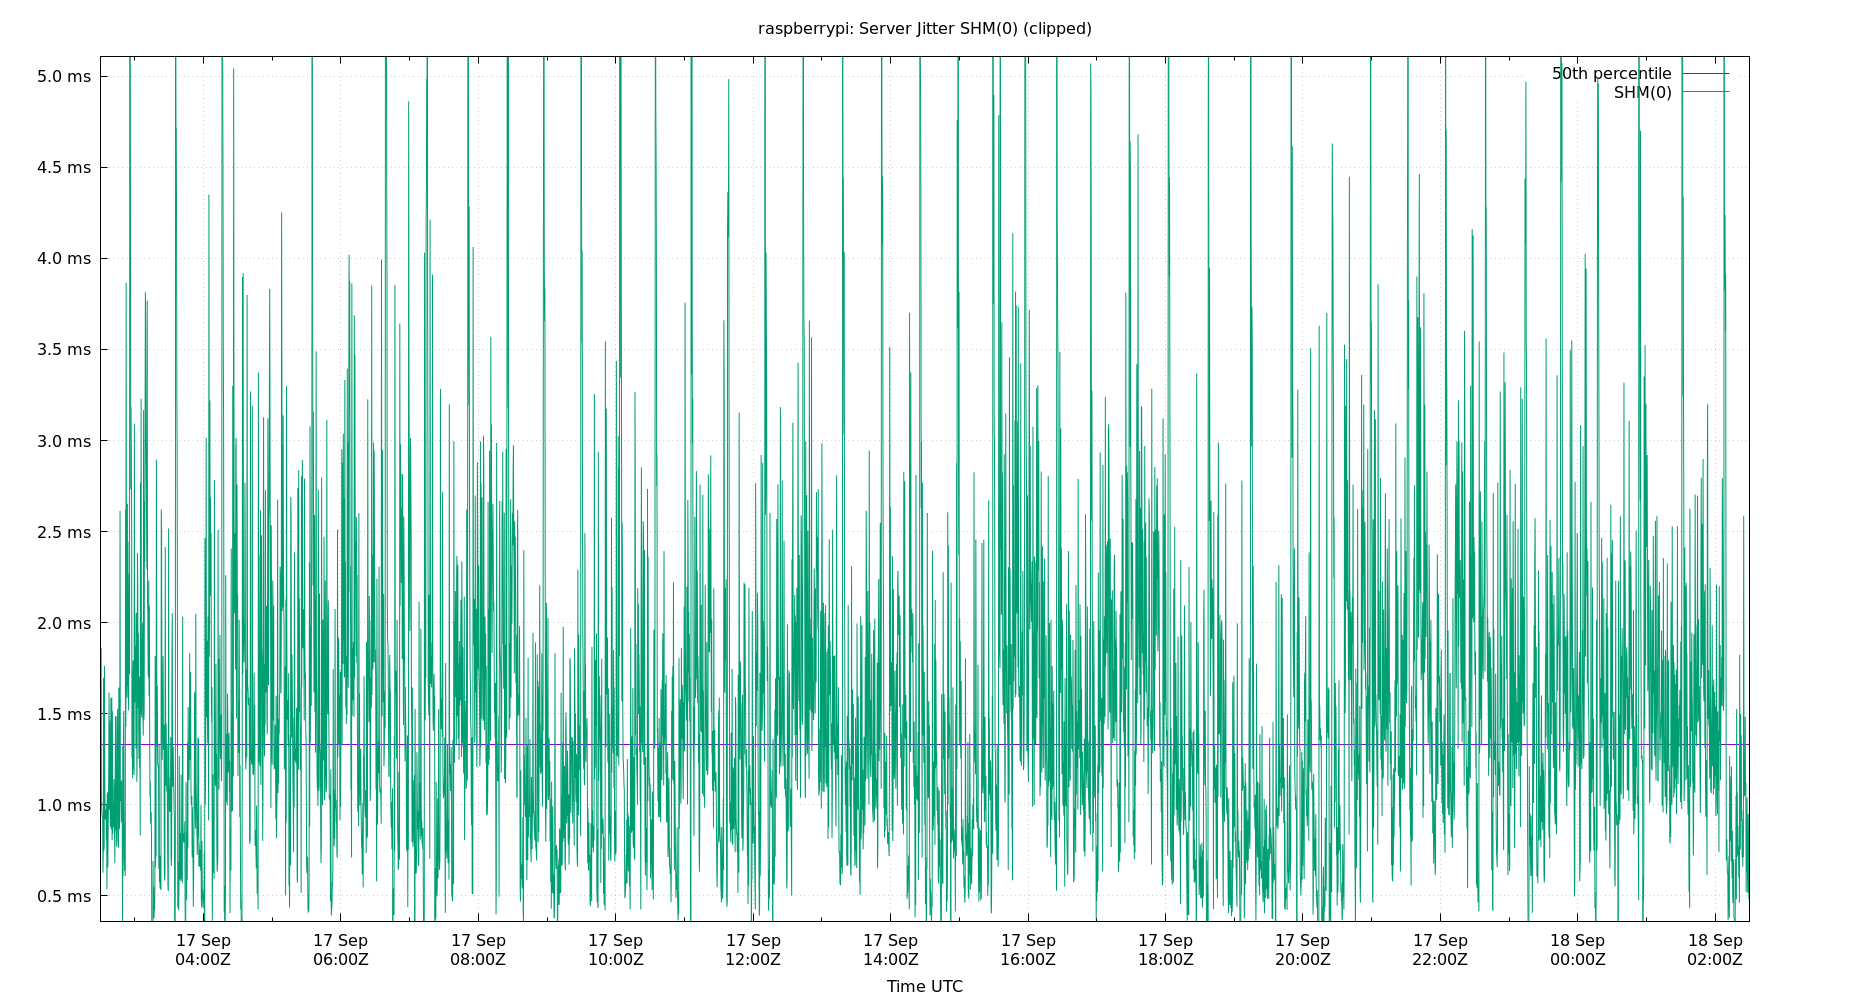 raspberrypi: Server Jitter SHM(0) (clipped)
50th percentile
SHM(0)
5.0 ms
4.5 ms
4.0 ms
3.5 ms
3.0 ms
2.5 ms
2.0 ms
1.5 ms
1.0 ms
0.5 ms
17 Sep 17 Sep 17 Sep 17 Sep 17 Sep 17 Sep 17 Sep 17 Sep 17 Sep 17 Sep 18 Sep 18 Sep
04:00Z 06:00Z 08:00Z 10:00Z 12:00Z 14:00Z 16:00Z 18:00Z 20:00Z 22:00Z 00:00Z 02:00Z
Time UTC